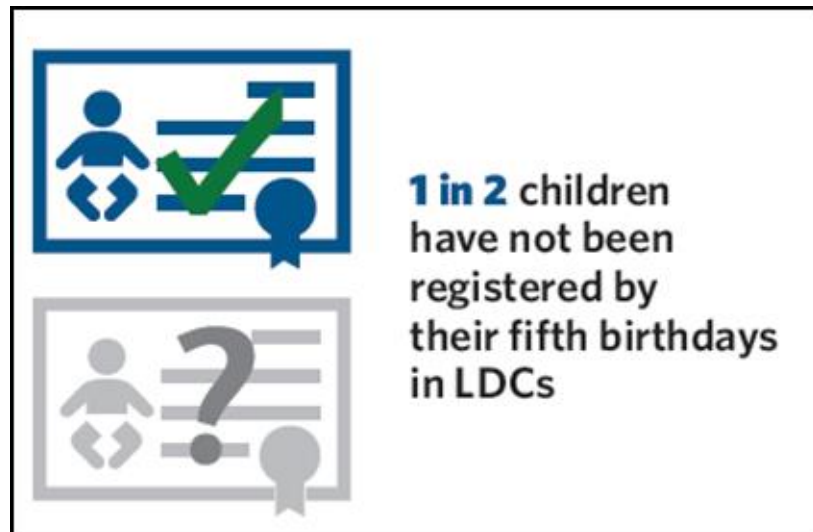 1 in 2 children
have not been
registered by
their fifth birthdays
in LDCs
?